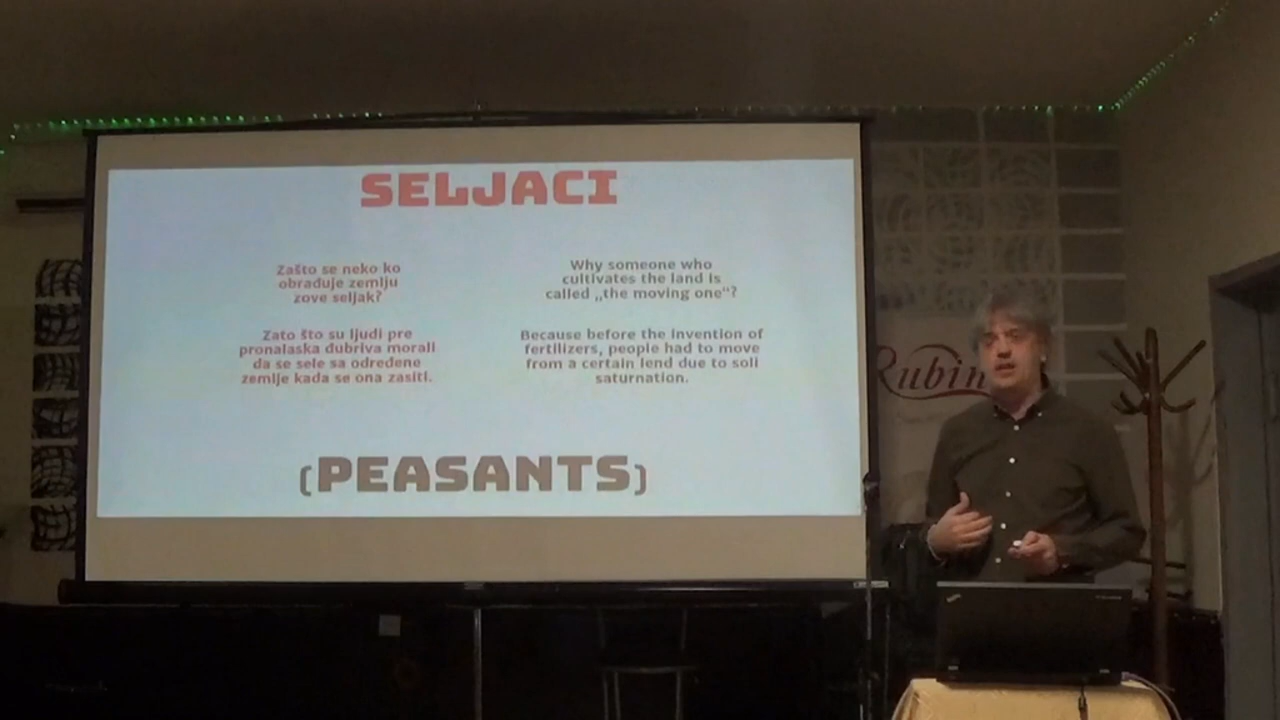 SELJACI
Zašto se neko ko
obrađuje zemlju
zove seljak?
Zato što su ljudi pre
pronalaska đubriva morali
da se sele sa određene
zemlje kada se ona zasiti.
Why someone who
cultivates the land is
called „the moving one“?
Because before the invention of
fertilizers, people had to move
from a certain lend due to soil
saturnation.
(PEASANTS)
Rubin